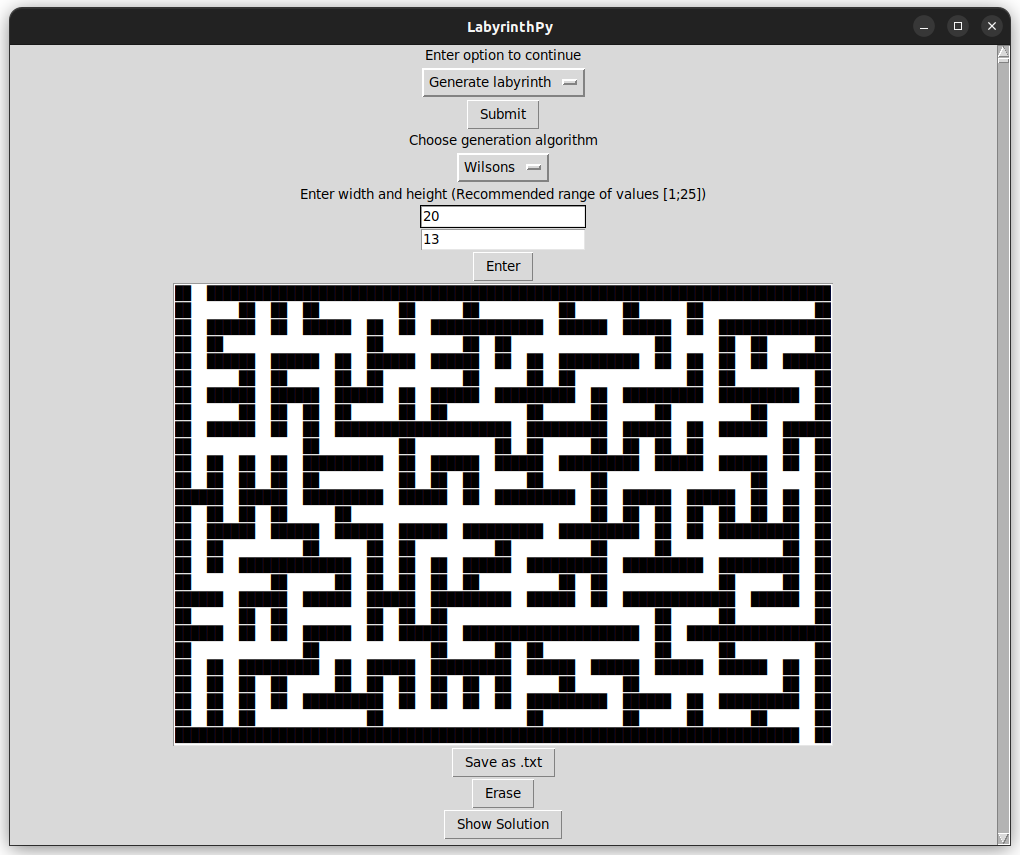 LabyrinthPy
Enter option to continue
Generate labyrinth
Submit
Choose generation algorithm
Wilsons
Enter width and height (Recommended range of values [1;25])
20
13
Enter
Save as .txt
Erase
Show Solution